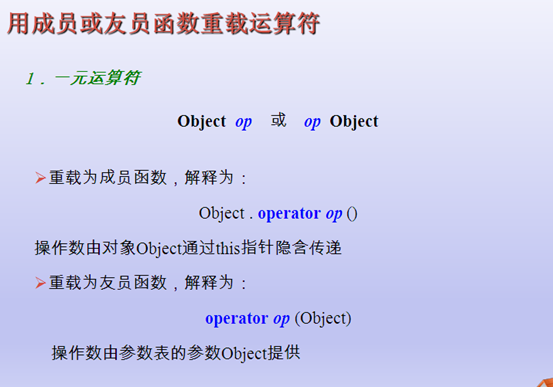 用成员或友员函数重载运算符
1．一元运算符
Object op 或 op Object
重载为成员函数，解释为：
Object . operator op ()
操作数由对象Object通过this指针隐含传递
重载为友员函数，解释为：
operator op (Object)
操作数由参数表的参数Object提供